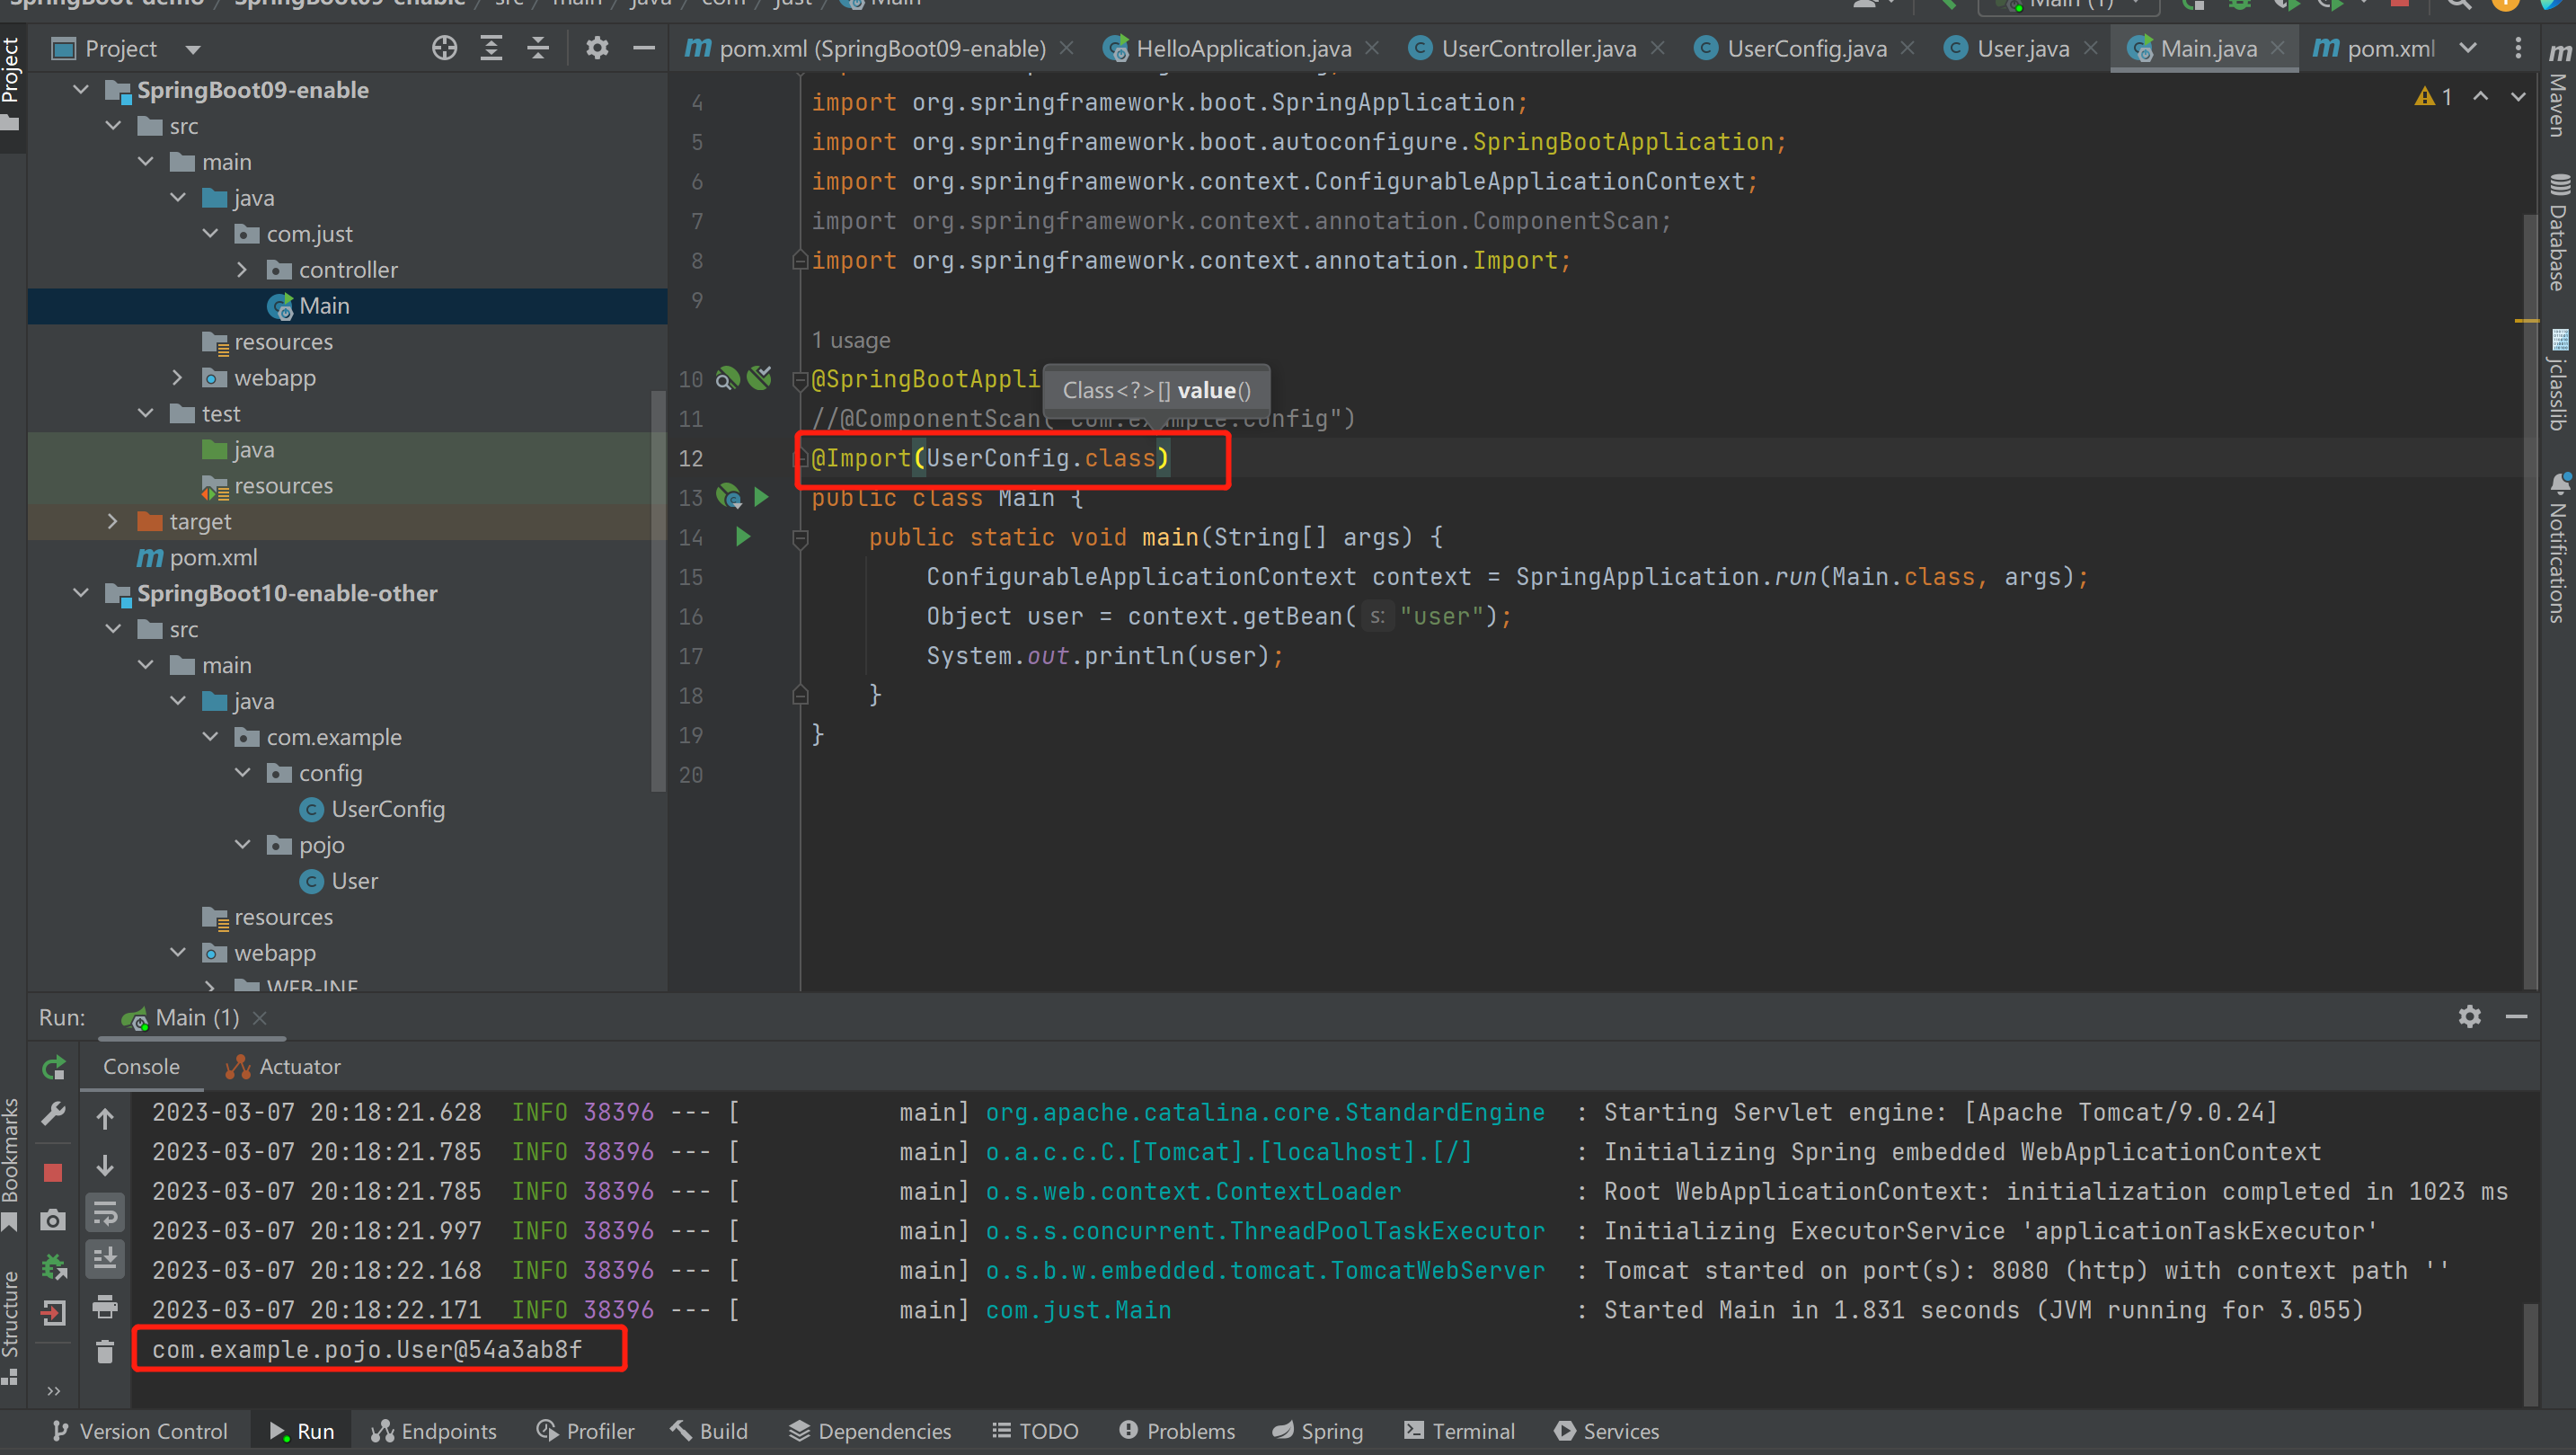 SpringBoot-demo / SpringBoot09-enable / src / main / java / com / just / Main
Main (1)
Project
pom.xml (SpringBoot09-enable)
HelloApplication.java
UserController.java
UserConfig.java
User.java
Main.java
pom.xml
Project
SpringBoot09-enable
src
main
java
com.just
controller
Main
resources
webapp
test
java
resources
target
pom.xml
SpringBoot10-enable-other
src
main
java
com.example
config
UserConfig
pojo
User
resources
webapp
WEB-INF
1
4 import org.springframework.boot.SpringApplication;
5 import org.springframework.boot.autoconfigure.SpringBootApplication;
6 import org.springframework.context.ConfigurableApplicationContext;
7 import org.springframework.context.annotation.ComponentScan;
8 import org.springframework.context.annotation.Import;
9
1 usage
10 @SpringBootAppli
Class<?>[] value()
11 //@ComponentScan("com.example.config")
12 @Import(UserConfig.class)
13 public class Main {
14 public static void main(String[] args) {
15 ConfigurableApplicationContext context = SpringApplication.run(Main.class, args);
16 Object user = context.getBean( s: "user");
17 System.out.println(user);
18 }
19 }
20
Maven
Database
jclasslib
Notifications
Run: Main (1)
Console Actuator
2023-03-07 20:18:21.628 INFO 38396 --- [ main] org.apache.catalina.core.StandardEngine : Starting Servlet engine: [Apache Tomcat/9.0.24]
2023-03-07 20:18:21.785 INFO 38396 --- [ main] o.a.c.c.C.[Tomcat].[localhost].[/] : Initializing Spring embedded WebApplicationContext
2023-03-07 20:18:21.785 INFO 38396 --- [ main] o.s.web.context.ContextLoader : Root WebApplicationContext: initialization completed in 1023 ms
2023-03-07 20:18:21.997 INFO 38396 --- [ main] o.s.s.concurrent.ThreadPoolTaskExecutor : Initializing ExecutorService 'applicationTaskExecutor'
2023-03-07 20:18:22.168 INFO 38396 --- [ main] o.s.b.w.embedded.tomcat.TomcatWebServer : Tomcat started on port(s): 8080 (http) with context path ''
2023-03-07 20:18:22.171 INFO 38396 --- [ main] com.just.Main : Started Main in 1.831 seconds (JVM running for 3.055)
com.example.pojo.User@54a3ab8f
Bookmarks
Structure
Version Control Run Endpoints Profiler Build Dependencies TODO Problems Spring Terminal Services